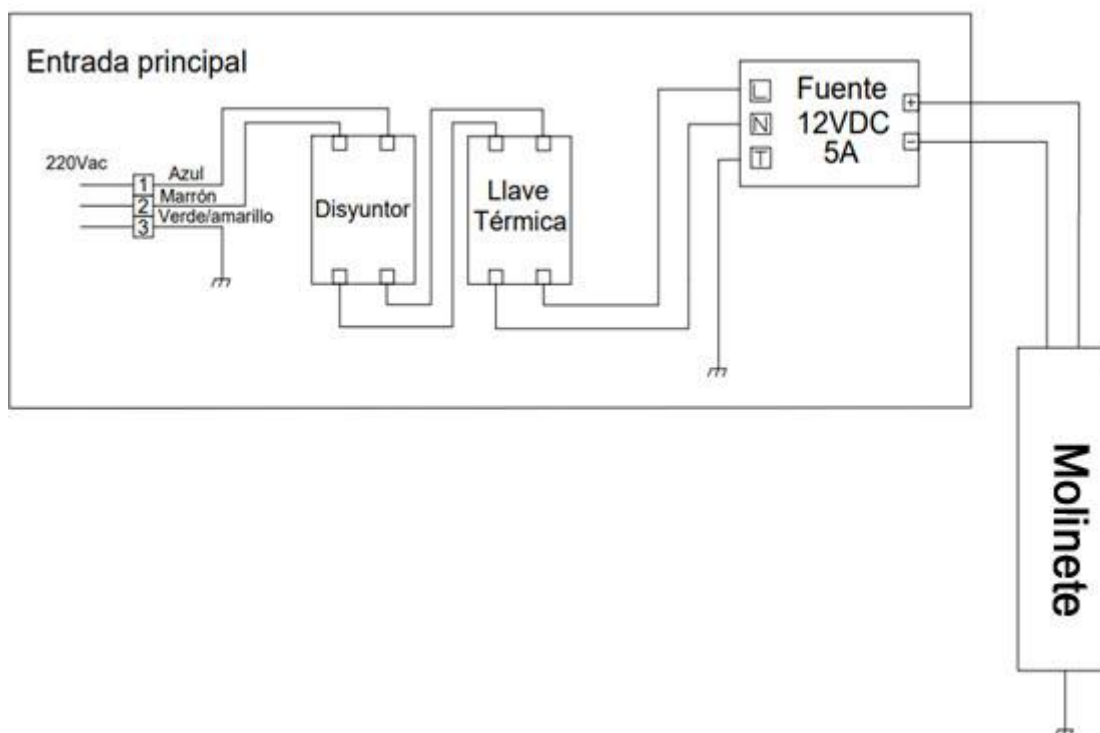 Entrada principal
220Vac
1 Azul
2 Marrón
3 Verde/amarillo
Disyuntor
Llave
Térmica
L Fuente +
N 12VDC
T 5A -
Molinete